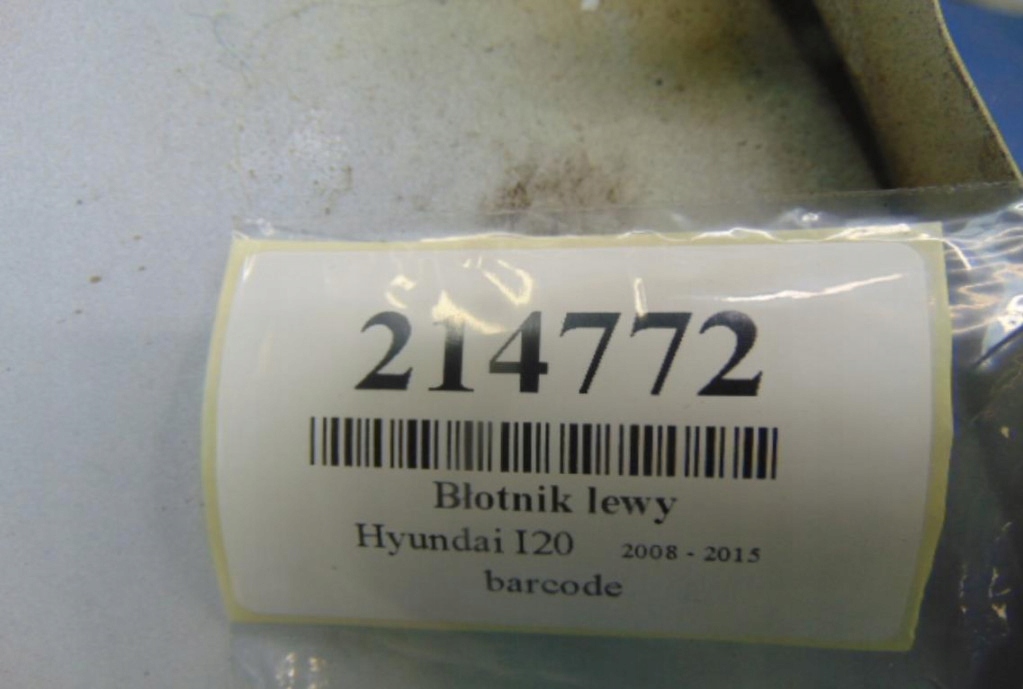 214772
Błotnik lewy
Hyundai I20 2008 - 2015
barcode